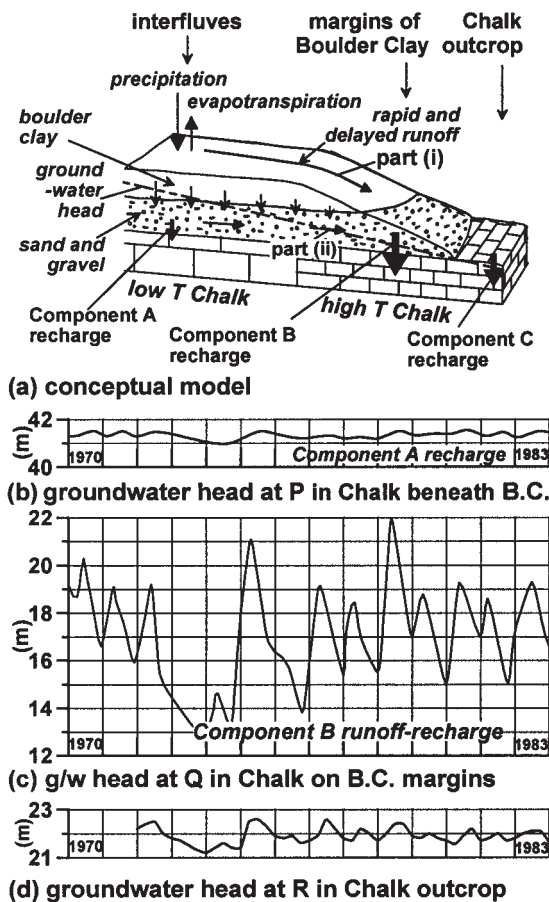 interfluves
margins of
Boulder Clay
Chalk
outcrop
precipitation
evapotranspiration
boulder
clay
rapid and
delayed runoff
part (i)
ground
-water
head
sand and
gravel
part (ii)
low T Chalk
high T Chalk
Component A
recharge
Component B
recharge
Component C
recharge
(a) conceptual model
(m)
42
40
1970
Component A recharge
1983
(b) groundwater head at P in Chalk beneath B.C.
(m)
22
20
18
16
14
12
1970
Component B runoff-recharge
1983
(c) g/w head at Q in Chalk on B.C. margins
(m)
23
21
1970
1983
(d) groundwater head at R in Chalk outcrop